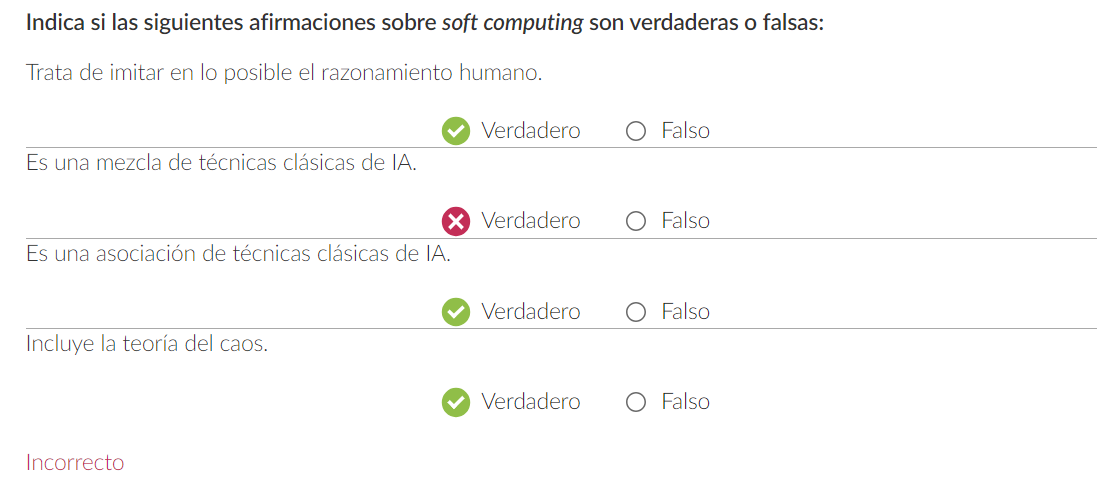 Indica si las siguientes afirmaciones sobre soft computing son verdaderas o falsas:
Trata de imitar en lo posible el razonamiento humano.
Verdadero Falso
Es una mezcla de técnicas clásicas de IA.
Verdadero Falso
Es una asociación de técnicas clásicas de IA.
Verdadero Falso
Incluye la teoría del caos.
Verdadero Falso
Incorrecto